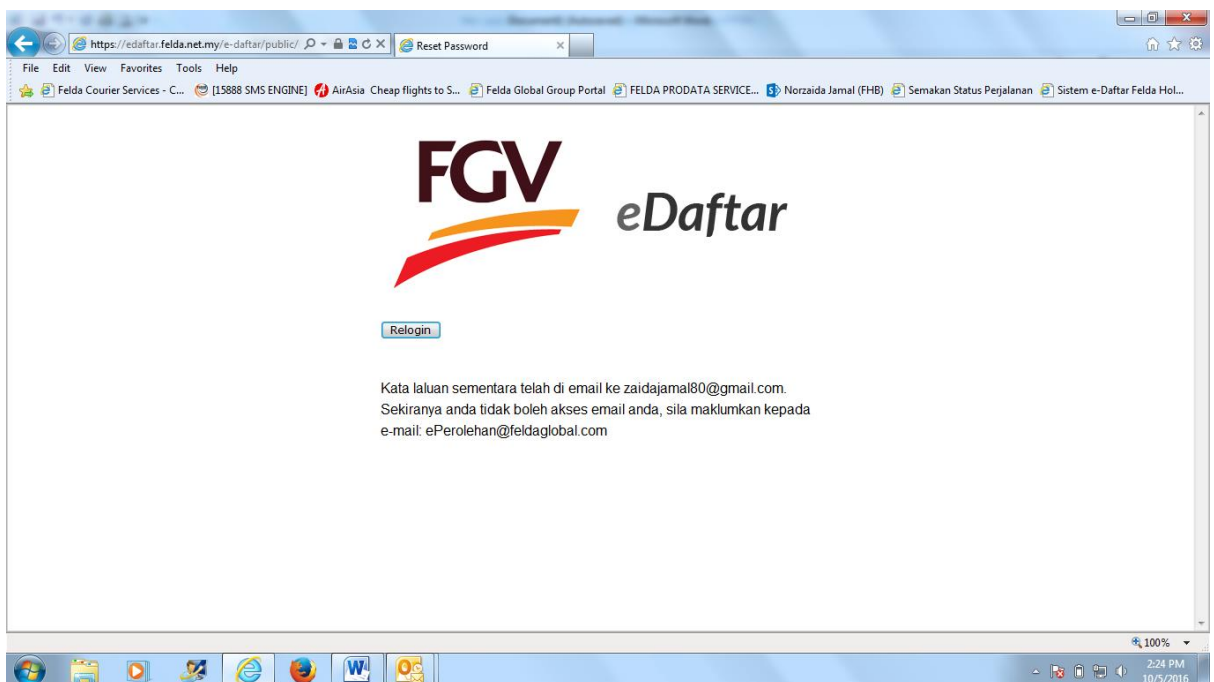 https://edaftar.felda.net.my/e-daftar/public/
Reset Password
File Edit View Favorites Tools Help
Felda Courier Services - C... [15888 SMS ENGINE] AirAsia Cheap flights to S... Felda Global Group Portal FELDA PRODATA SERVICE... Norzaida Jamal (FHB) Semakan Status Perjalanan Sistem e-Daftar Felda Hol...
FGV
eDaftar
Relogin
Kata laluan sementara telah di email ke zaidajamal80@gmail.com.
Sekiranya anda tidak boleh akses email anda, sila maklumkan kepada
e-mail: ePerolehan@feldaglobal.com
100%
2:24 PM
10/5/2016